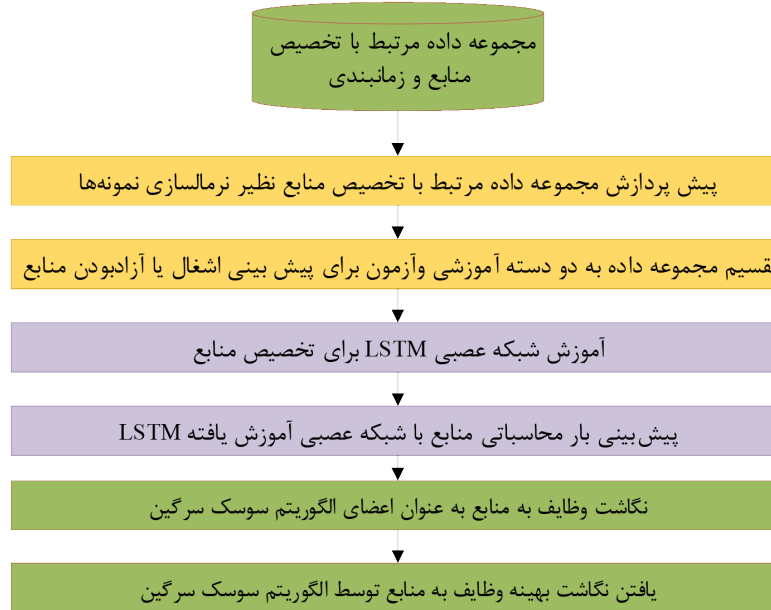 مجموعه داده مرتبط با تخصیص
منابع و زمانبندی
پیش پردازش مجموعه داده مرتبط با تخصیص منابع نظیر نرمالسازی نمونه‌ها
تقسیم مجموعه داده به دو دسته آموزشی وآزمون برای پیش بینی اشغال یا آزادبودن منابع
آموزش شبکه عصبی LSTM برای تخصیص منابع
پیش‌بینی بار محاسباتی منابع با شبکه عصبی آموزش یافته LSTM
نگاشت وظایف به منابع به عنوان اعضای الگوریتم سوسک سرگین
یافتن نگاشت بهینه وظایف به منابع توسط الگوریتم سوسک سرگین